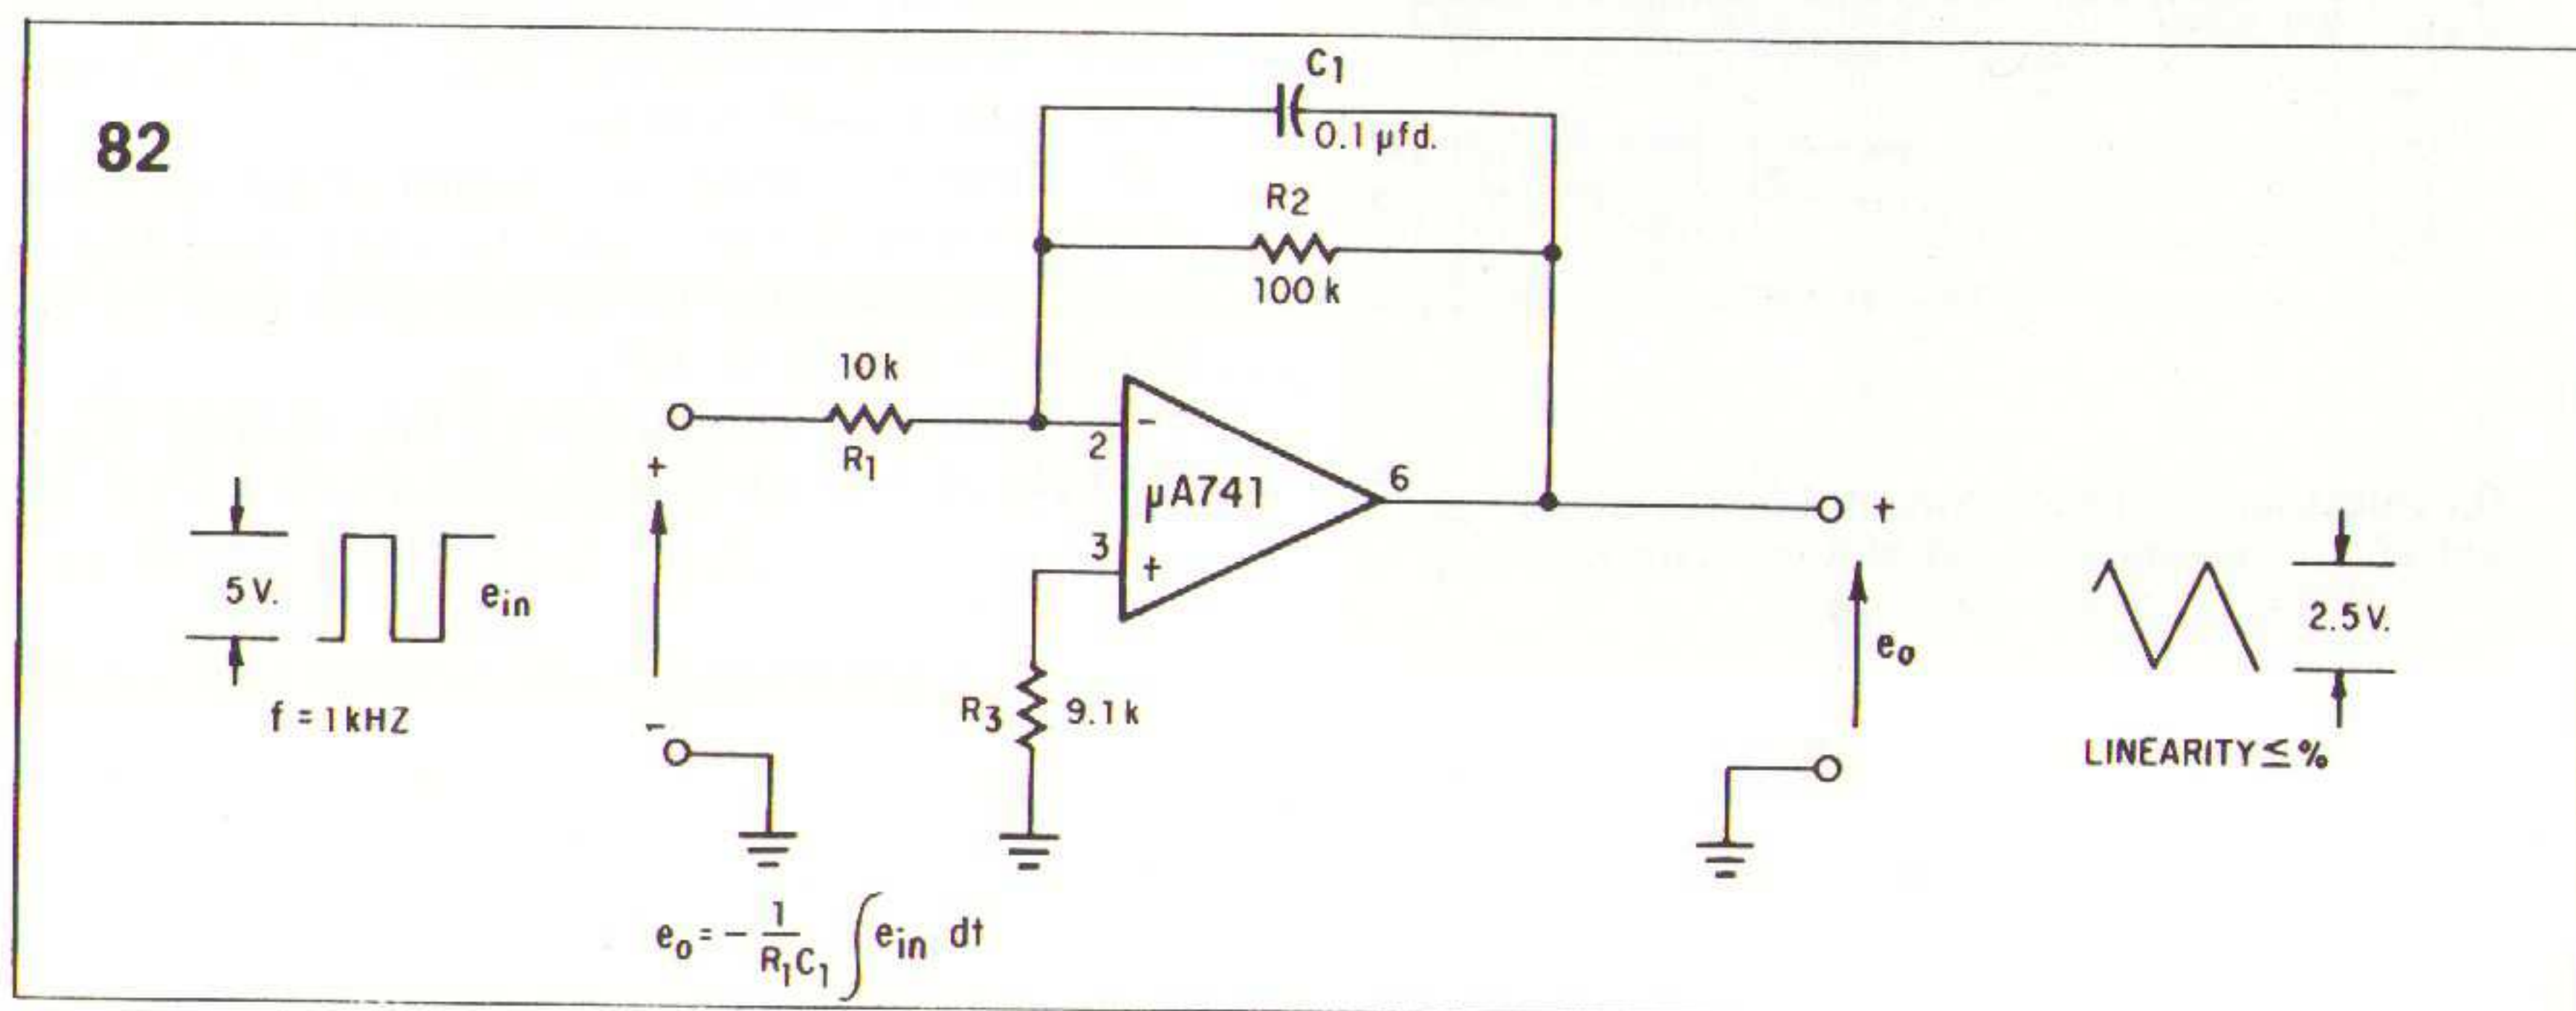 82
C1
0.1 µfd.
R2
100 k
10 k
R1
2
-
µA741
6
3
+
+
-
+
5 V.
ein
f = 1 kHZ
R3
9.1 k
eo
2.5 V.
LINEARITY ≤ %
eo = - 1/R1C1 ∫ ein dt